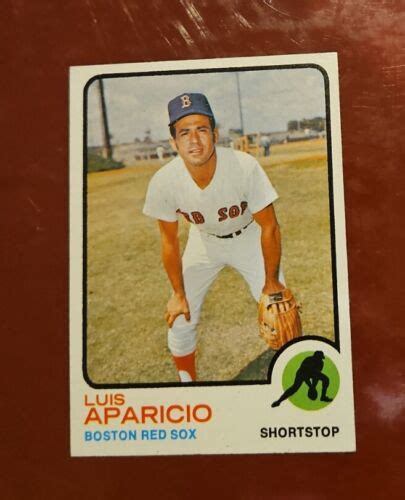 B
RED SOX
LUIS
APARICIO
BOSTON RED SOX
SHORTSTOP